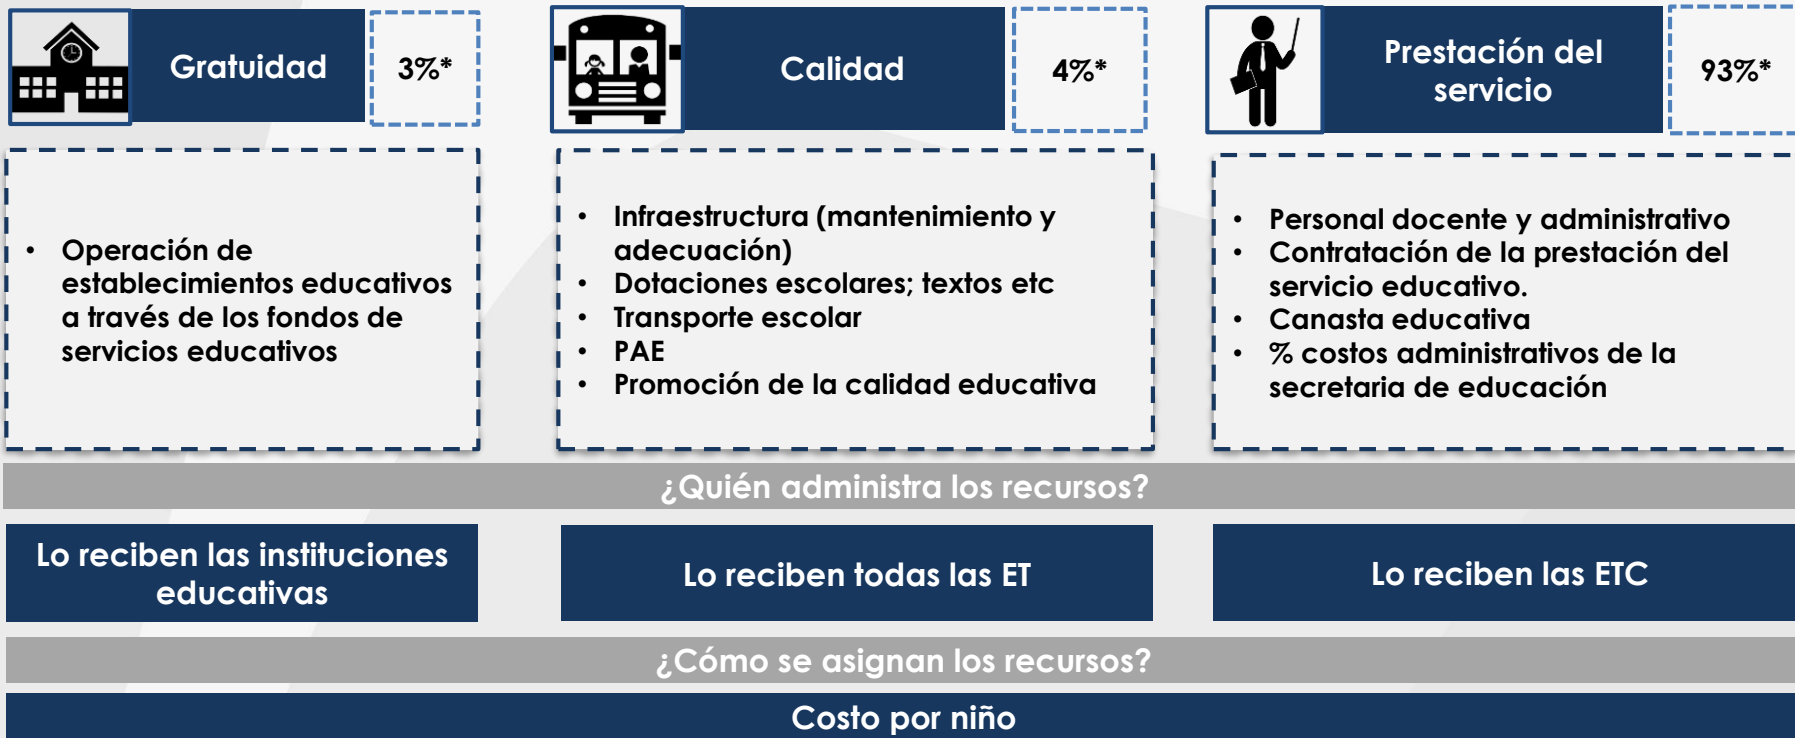 Gratuidad
3%*
Calidad
4%*
Prestación del
servicio
93%*
• Operación de
establecimientos educativos
a través de los fondos de
servicios educativos
• Infraestructura (mantenimiento y
adecuación)
• Dotaciones escolares; textos etc
• Transporte escolar
• PAE
• Promoción de la calidad educativa
• Personal docente y administrativo
• Contratación de la prestación del
servicio educativo.
• Canasta educativa
• % costos administrativos de la
secretaria de educación
¿Quién administra los recursos?
Lo reciben las instituciones
educativas
Lo reciben todas las ET
Lo reciben las ETC
¿Cómo se asignan los recursos?
Costo por niño